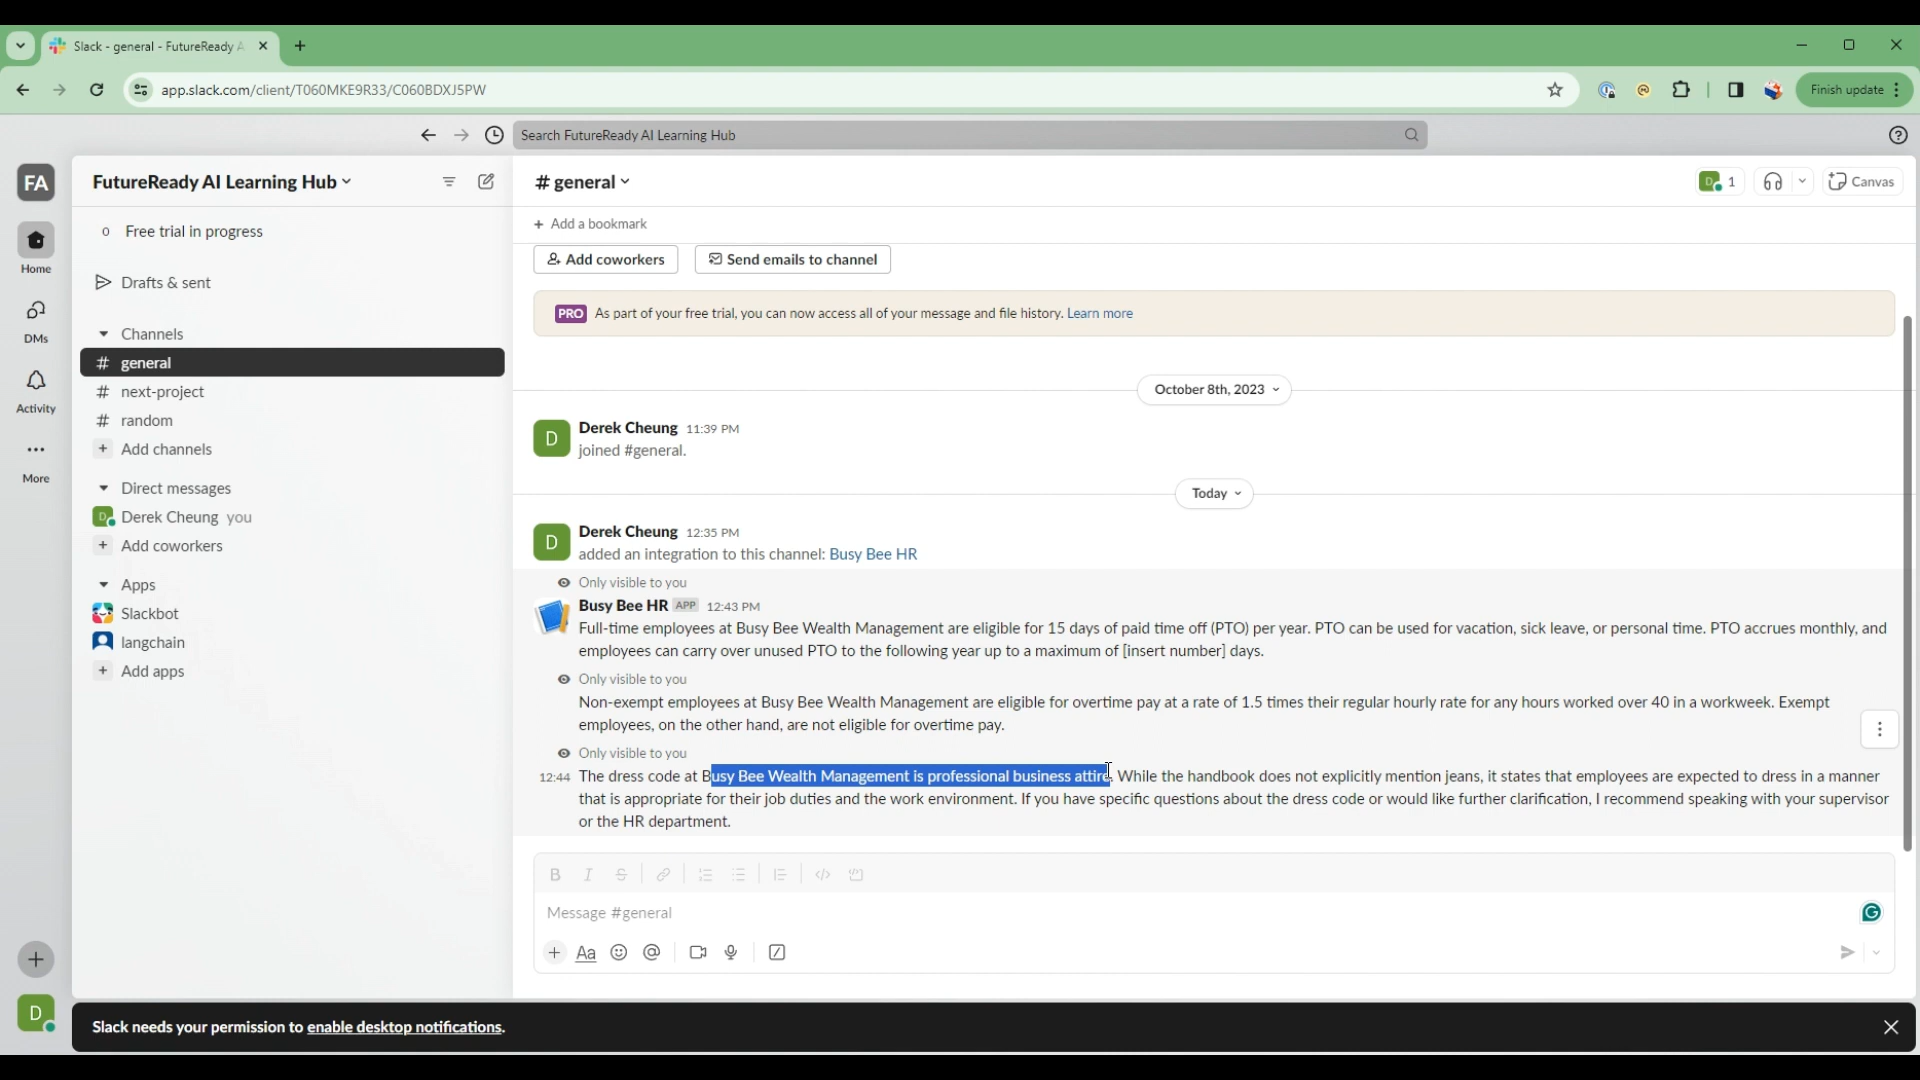 Slack - general - FutureReady A
app.slack.com/client/T060MKE9R33/C060BDXJ5PW
Finish update
Search FutureReady AI Learning Hub
FA
FutureReady AI Learning Hub
# general
D 1
Canvas
Free trial in progress
+ Add a bookmark
Home
Add coworkers
Send emails to channel
Drafts & sent
PRO As part of your free trial, you can now access all of your message and file history. Learn more
DMs
Channels
# general
# next-project
# random
+ Add channels
Activity
More
October 8th, 2023
D
Derek Cheung 11:39 PM
joined #general.
Direct messages
D Derek Cheung you
+ Add coworkers
Today
D
Derek Cheung 12:35 PM
added an integration to this channel: Busy Bee HR
Apps
Slackbot
langchain
+ Add apps
Only visible to you
Busy Bee HR APP 12:43 PM
Full-time employees at Busy Bee Wealth Management are eligible for 15 days of paid time off (PTO) per year. PTO can be used for vacation, sick leave, or personal time. PTO accrues monthly, and
employees can carry over unused PTO to the following year up to a maximum of [insert number] days.
Only visible to you
Non-exempt employees at Busy Bee Wealth Management are eligible for overtime pay at a rate of 1.5 times their regular hourly rate for any hours worked over 40 in a workweek. Exempt
employees, on the other hand, are not eligible for overtime pay.
Only visible to you
12:44 The dress code at Busy Bee Wealth Management is professional business attire. While the handbook does not explicitly mention jeans, it states that employees are expected to dress in a manner
that is appropriate for their job duties and the work environment. If you have specific questions about the dress code or would like further clarification, I recommend speaking with your supervisor
or the HR department.
B I S
Message #general
+ Aa
D
Slack needs your permission to enable desktop notifications.